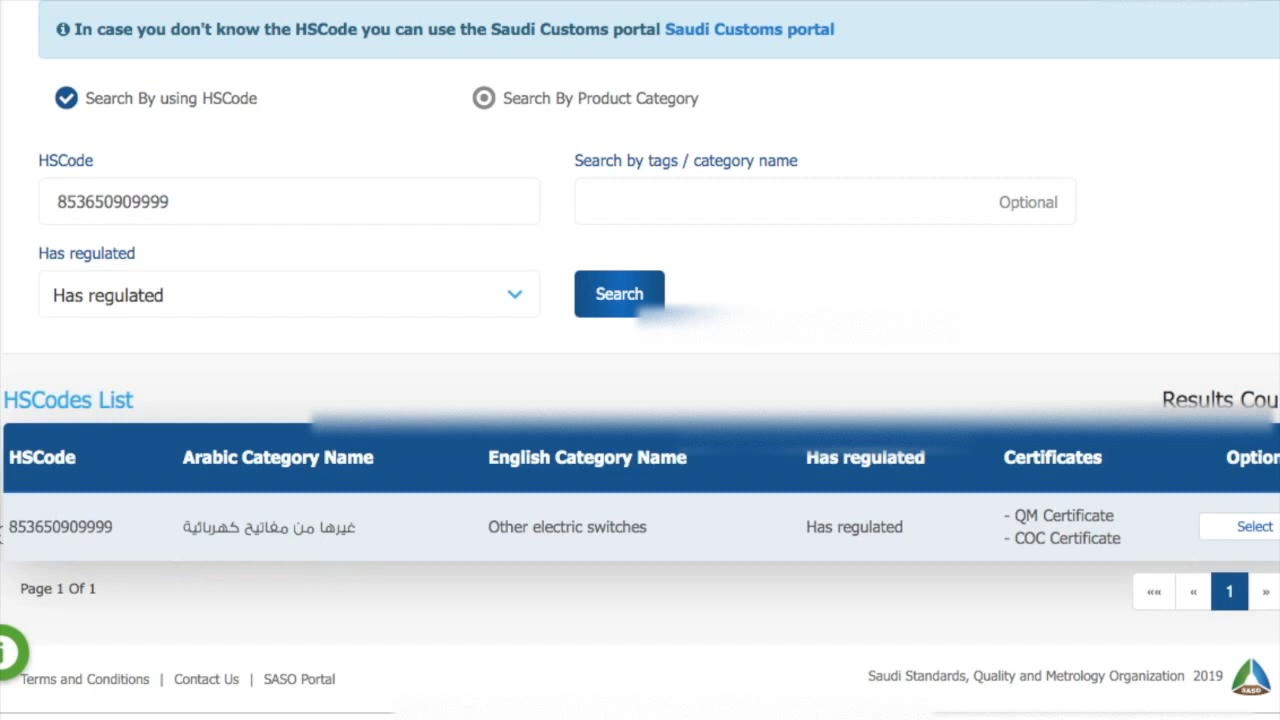 In case you don't know the HSCode you can use the Saudi Customs portal Saudi Customs portal
Search By using HSCode
Search By Product Category
HSCode
Search by tags / category name
853650909999
Optional
Has regulated
Has regulated
Search
HSCodes List
Results Cou
HSCode Arabic Category Name English Category Name Has regulated Certificates Option
853650909999 غيرها من مفاتيح كهربائية Other electric switches Has regulated - QM Certificate
- COC Certificate
Select
Page 1 Of 1
«« « 1 »
Terms and Conditions | Contact Us | SASO Portal
Saudi Standards, Quality and Metrology Organization 2019
SASO